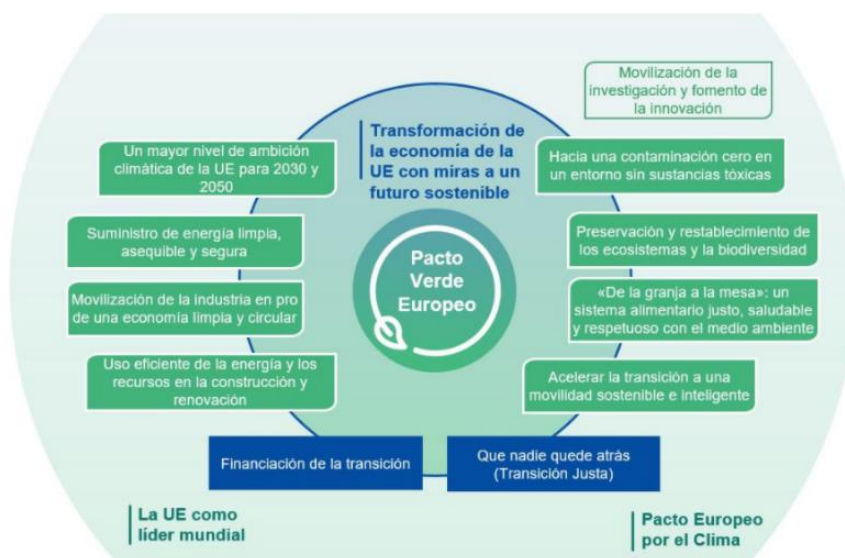 Movilización de la
investigación y fomento de
la innovación
Transformación de
la economía de la
UE con miras a un
futuro sostenible
Un mayor nivel de ambición
climática de la UE para 2030 y
2050
Hacia una contaminación cero en
un entorno sin sustancias tóxicas
Suministro de energía limpia,
asequible y segura
Preservación y restablecimiento de
los ecosistemas y la biodiversidad
Pacto
Verde
Europeo
Movilización de la industria en pro
de una economía limpia y circular
«De la granja a la mesa»: un
sistema alimentario justo, saludable
y respetuoso con el medio ambiente
Uso eficiente de la energía y los
recursos en la construcción y
renovación
Acelerar la transición a una
movilidad sostenible e inteligente
Financiación de la transición
Que nadie quede atrás
(Transición Justa)
La UE como
líder mundial
Pacto Europeo
por el Clima